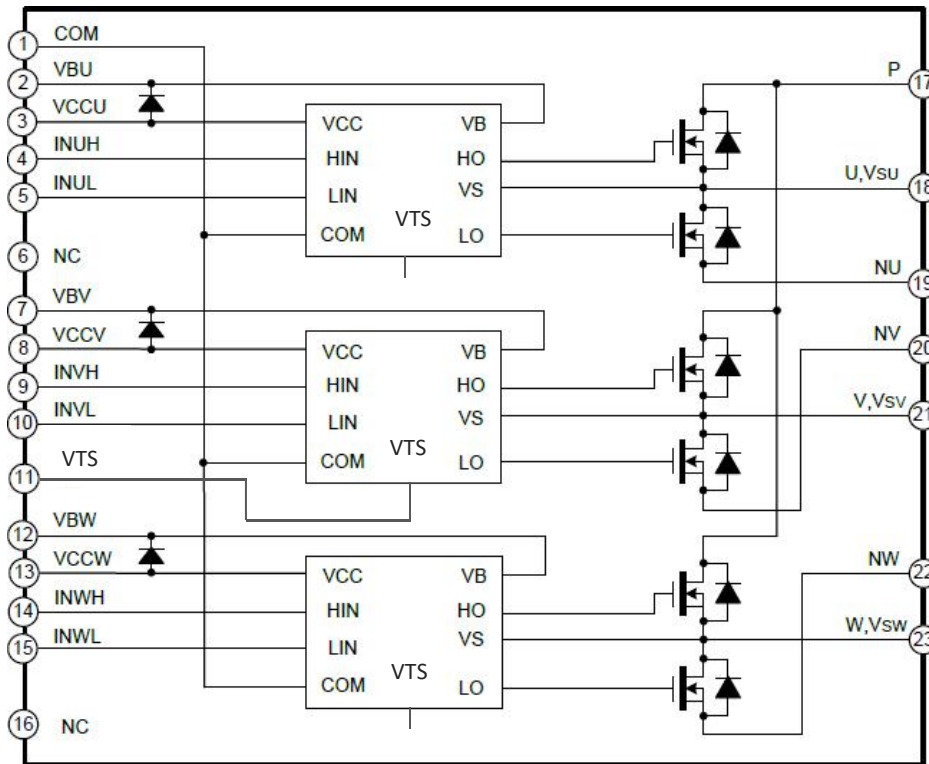 1 COM
2 VBU
3 VCCU
4 INUH
5 INUL
6 NC
7 VBV
8 VCCV
9 INVH
10 INVL
11 VTS
12 VBW
13 VCCW
14 INWH
15 INWL
16 NC
VCC VB
HIN HO
LIN VS
VTS
COM LO
VCC VB
HIN HO
LIN VS
VTS
COM LO
VCC VB
HIN HO
LIN VS
VTS
COM LO
P 17
U,VSU 18
NU 19
NV 20
V,VSV 21
NW 22
W,VSW 23